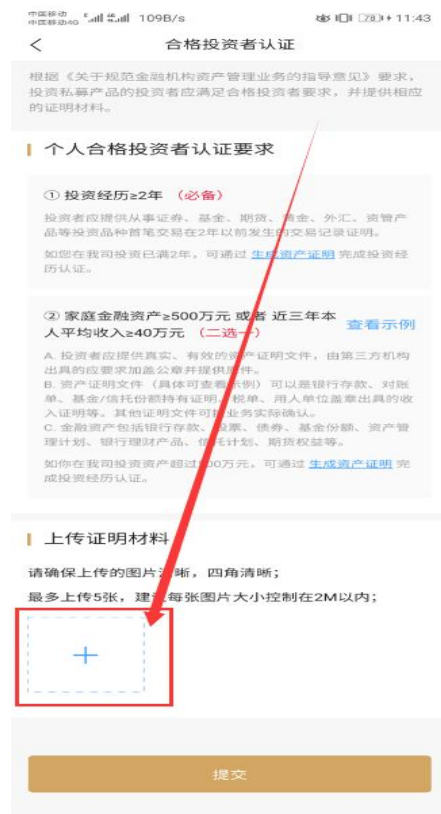 中国移动 109B/s 78 11:43
中国移动4G
合格投资者认证
根据《关于规范金融机构资产管理业务的指导意见》要求，
投资私募产品的投资者应满足合格投资者要求，并提供相应
的证明材料。
个人合格投资者认证要求
① 投资经历≥2年 （必备）
投资者应提供从事证券、基金、期货、黄金、外汇、资管产
品等投资品种首笔交易在2年以前发生的交易记录证明。
如您在我司投资已满2年，可通过 生成资产证明 完成投资经
历认证。
② 家庭金融资产≥500万元 或者 近三年本
人平均收入≥40万元 （二选一）
查看示例
A. 投资者应提供真实、有效的资产证明文件，由第三方机构
出具的应要求加盖公章并提供原件。
B. 资产证明文件（具体可查看示例）可以是银行存款、对账
单、基金/信托份额持有证明、税单、用人单位盖章出具的收
入证明等。其他证明文件可按业务实际确认。
C. 金融资产包括银行存款、股票、债券、基金份额、资产管
理计划、银行理财产品、信托计划、期货权益等。
如你在我司投资资产超过500万元，可通过 生成资产证明 完
成投资经历认证。
上传证明材料
请确保上传的图片清晰，四角清晰；
最多上传5张，建议每张图片大小控制在2M以内；
提交